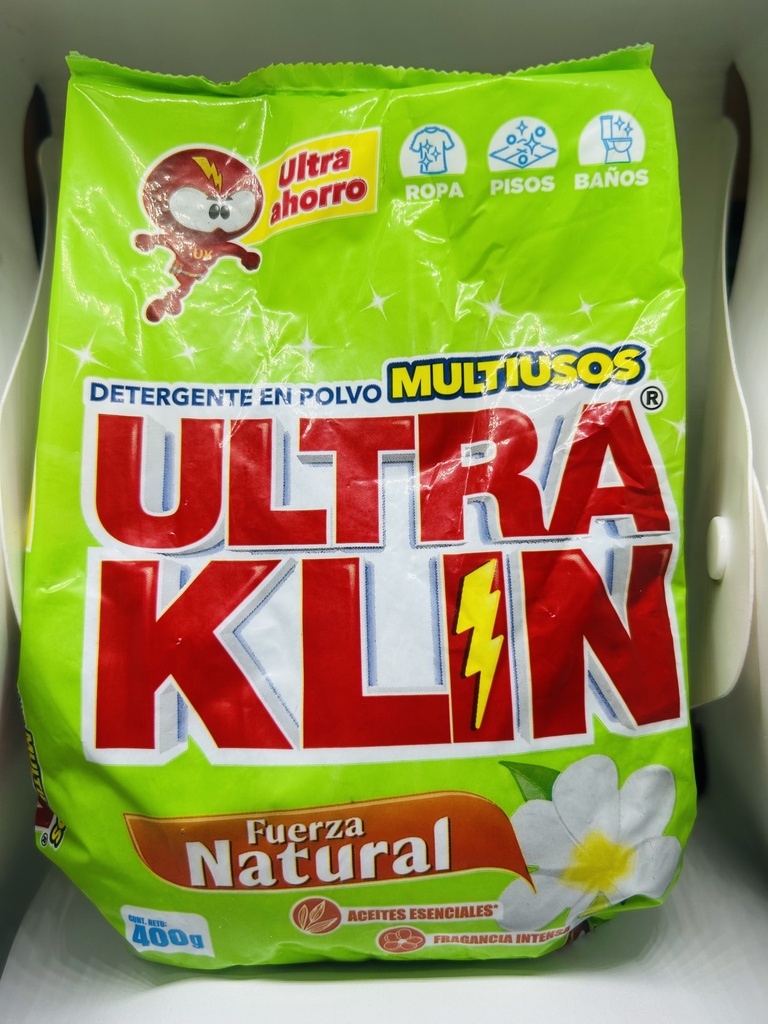 Ultra
ahorro
ROPA PISOS BAÑOS
UK
DETERGENTE EN POLVO MULTIUSOS
ULTRA ®
KLIN
Fuerza
Natural
ACEITES ESENCIALES*
CONT. NETO:
400g
FRAGANCIA INTENSA